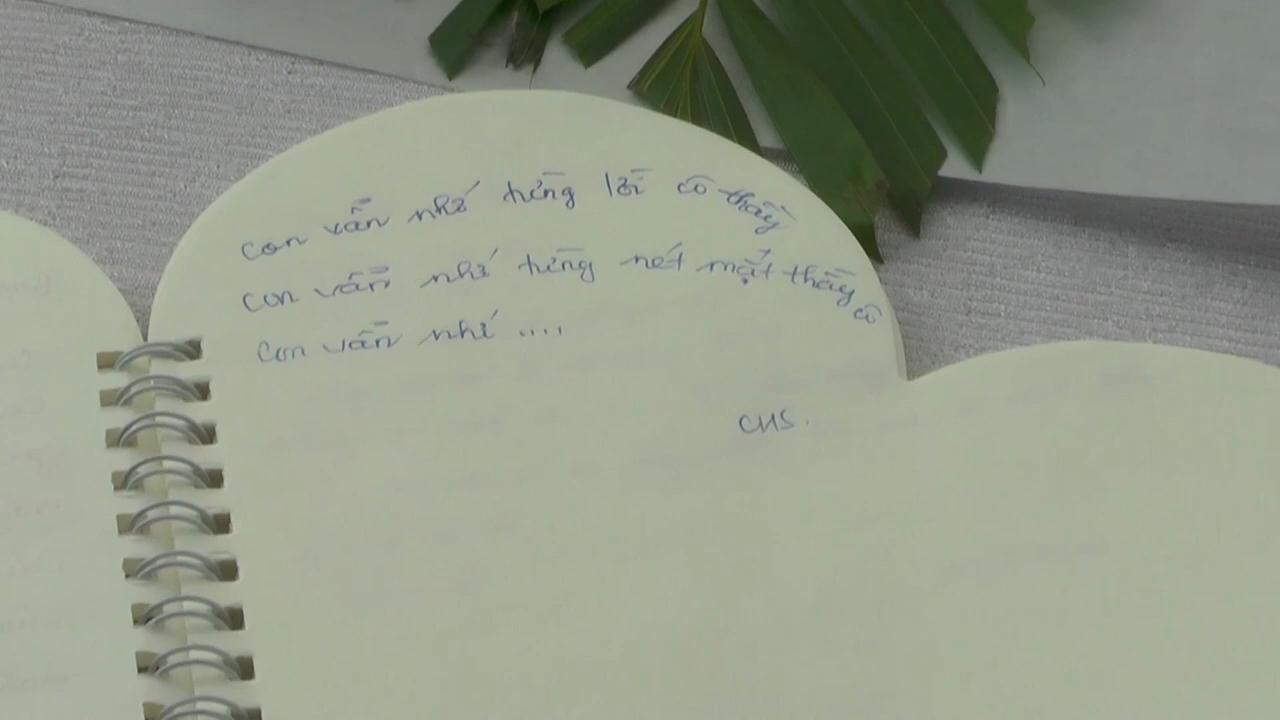 con vẫn nhớ từng lời cô thầy
con vẫn nhớ từng nét mặt thầy cô
con vẫn nhớ ....
CHS.